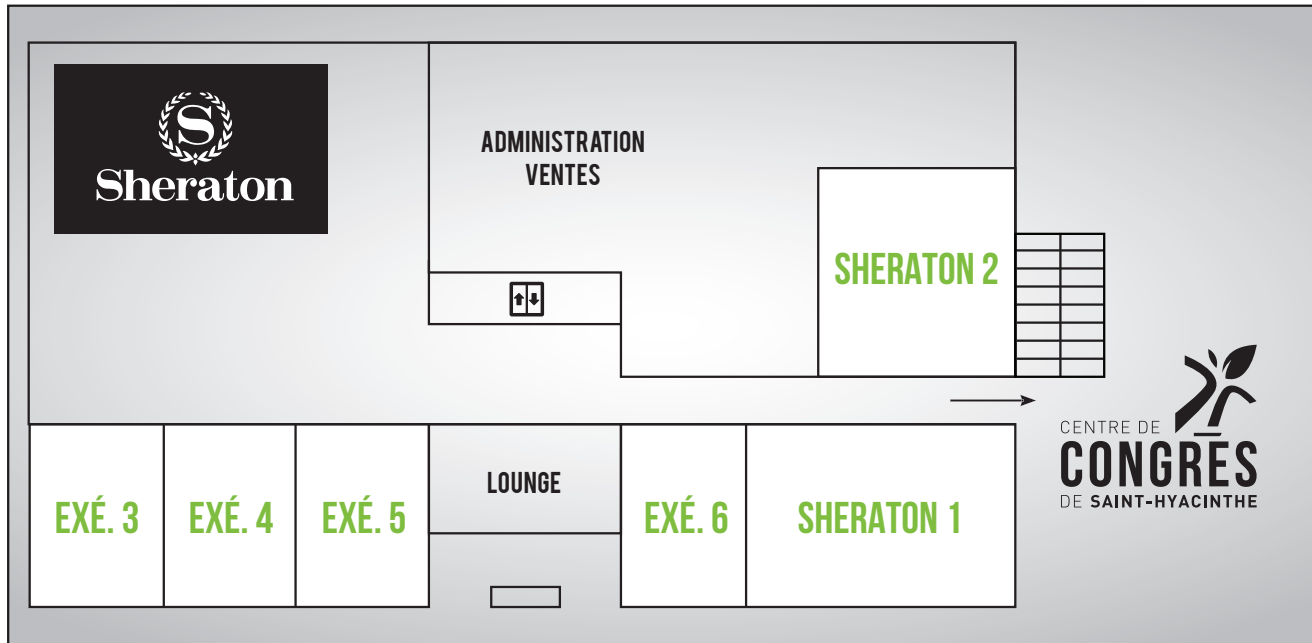 S
Sheraton
ADMINISTRATION
VENTES
SHERATON 2
CENTRE DE
CONGRÈS
DE SAINT-HYACINTHE
LOUNGE
EXÉ. 3
EXÉ. 4
EXÉ. 5
EXÉ. 6
SHERATON 1